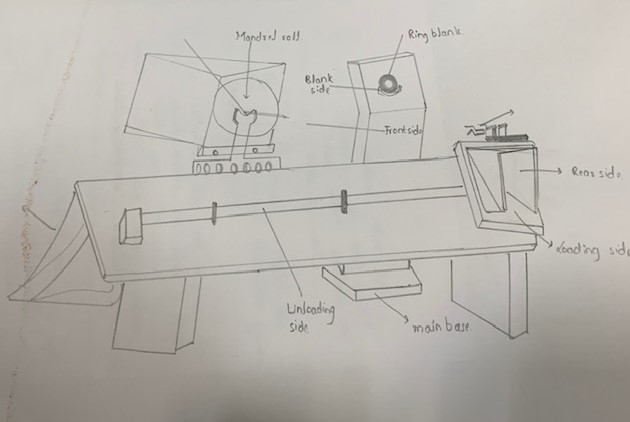 Mandrel roll
Ring blank
Blank
side
Front side
Rear side
Loading side
Unloading
side
main base